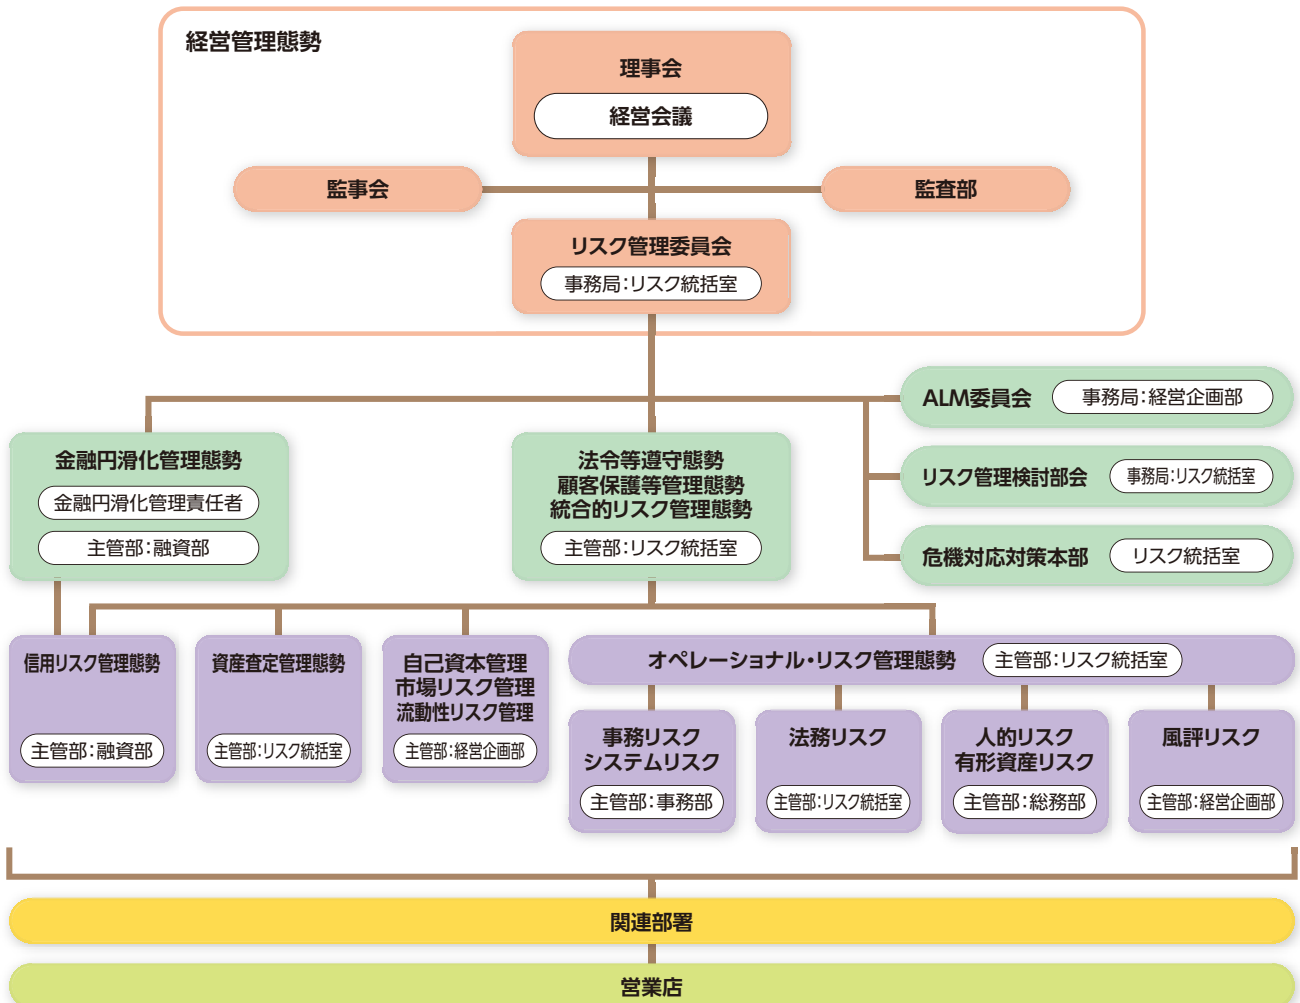 経営管理態勢
理事会
経営会議
監事会
監査部
リスク管理委員会
事務局:リスク統括室
ALM委員会
事務局:経営企画部
リスク管理検討部会
事務局:リスク統括室
危機対応対策本部
リスク統括室
金融円滑化管理態勢
金融円滑化管理責任者
主管部:融資部
法令等遵守態勢
顧客保護等管理態勢
統合的リスク管理態勢
主管部:リスク統括室
信用リスク管理態勢
主管部:融資部
資産査定管理態勢
主管部:リスク統括室
自己資本管理
市場リスク管理
流動性リスク管理
主管部:経営企画部
オペレーショナル・リスク管理態勢
主管部:リスク統括室
事務リスク
システムリスク
主管部:事務部
法務リスク
主管部:リスク統括室
人的リスク
有形資産リスク
主管部:総務部
風評リスク
主管部:経営企画部
関連部署
営業店